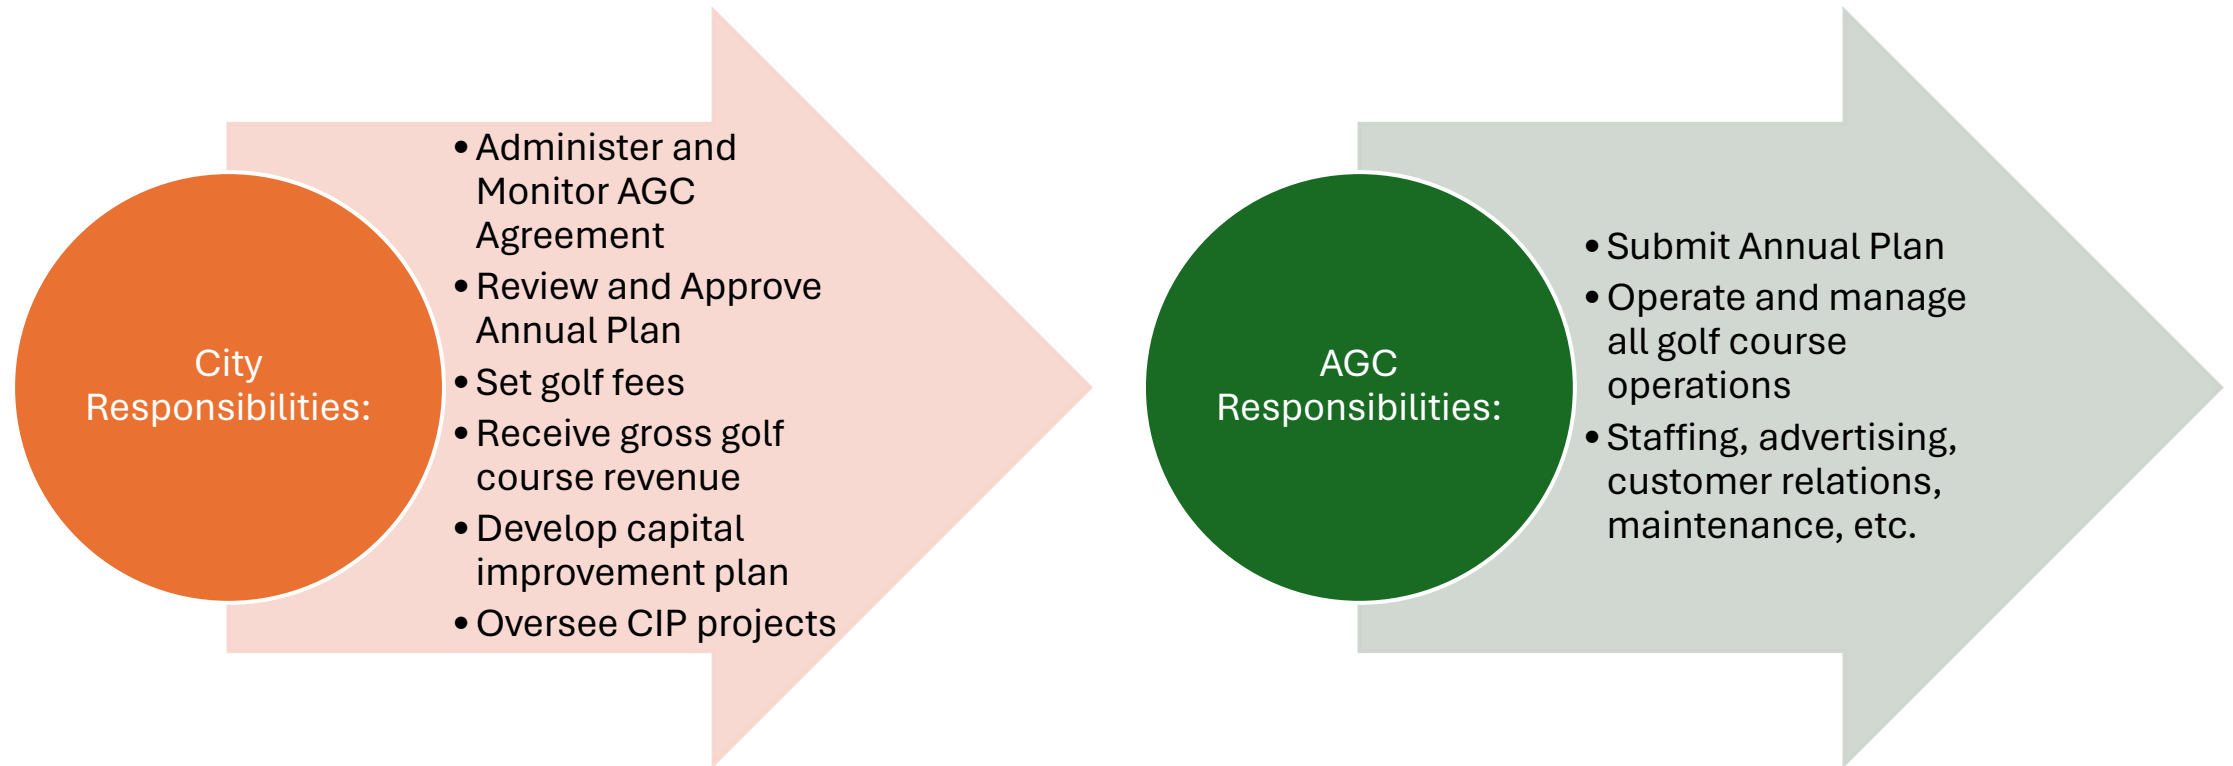 City
Responsibilities:
• Administer and
Monitor AGC
Agreement
• Review and Approve
Annual Plan
• Set golf fees
• Receive gross golf
course revenue
• Develop capital
improvement plan
• Oversee CIP projects
AGC
Responsibilities:
• Submit Annual Plan
• Operate and manage
all golf course
operations
• Staffing, advertising,
customer relations,
maintenance, etc.